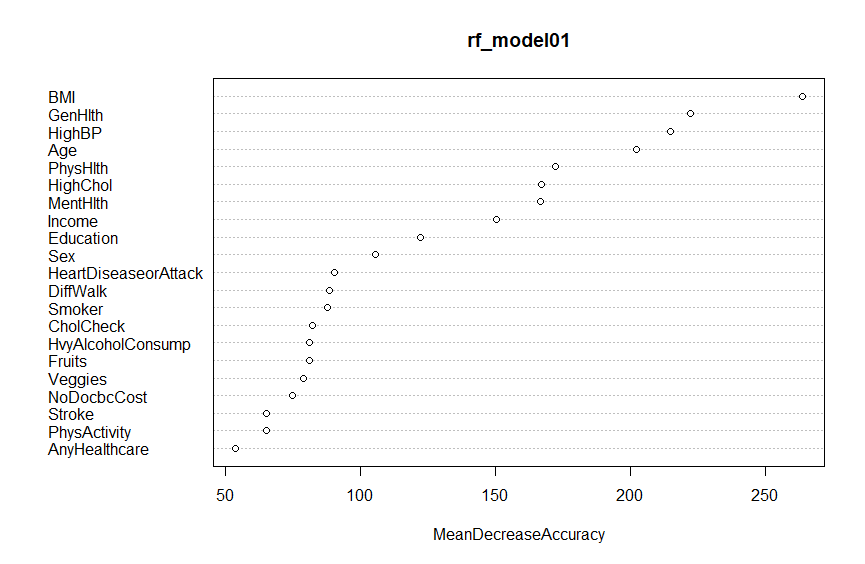 rf_model01
BMI
GenHlth
HighBP
Age
PhysHlth
HighChol
MentHlth
Income
Education
Sex
HeartDiseaseorAttack
DiffWalk
Smoker
CholCheck
HvyAlcoholConsump
Fruits
Veggies
NoDocbcCost
Stroke
PhysActivity
AnyHealthcare
50 100 150 200 250
MeanDecreaseAccuracy